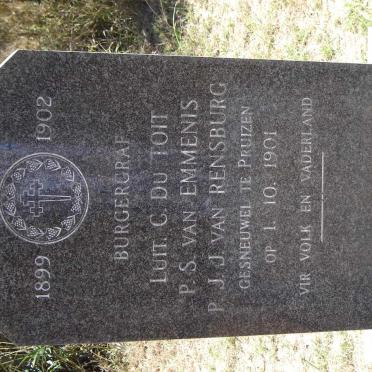 1899 1902
BURGERGRAF
LUIT. C. DU TOIT
P. S. VAN EMMENIS
P. J. J VAN RENSBURG
GESNEUWEL TE PRUIZEN
OP 1. 10. 1901
VIR VOLK EN VADERLAND